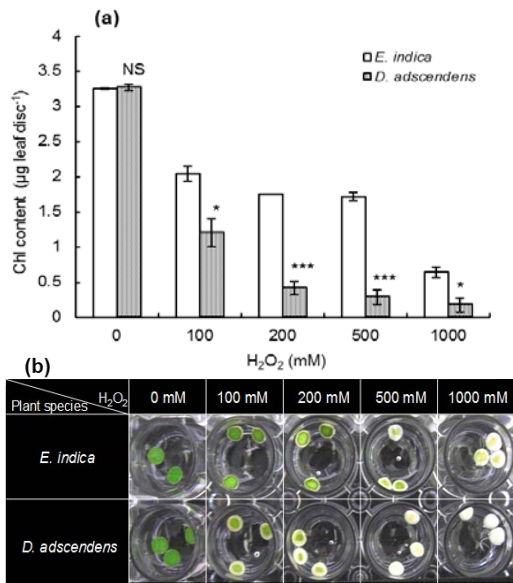 (a)
4
3.5
3
2.5
2
1.5
1
0.5
0
Chl content (µg leaf disc⁻¹)
NS
*
***
***
*
E. indica
D. adscendens
0 100 200 500 1000
H₂O₂ (mM)
(b)
H₂O₂
Plant species
0 mM 100 mM 200 mM 500 mM 1000 mM
E. indica
D. adscendens